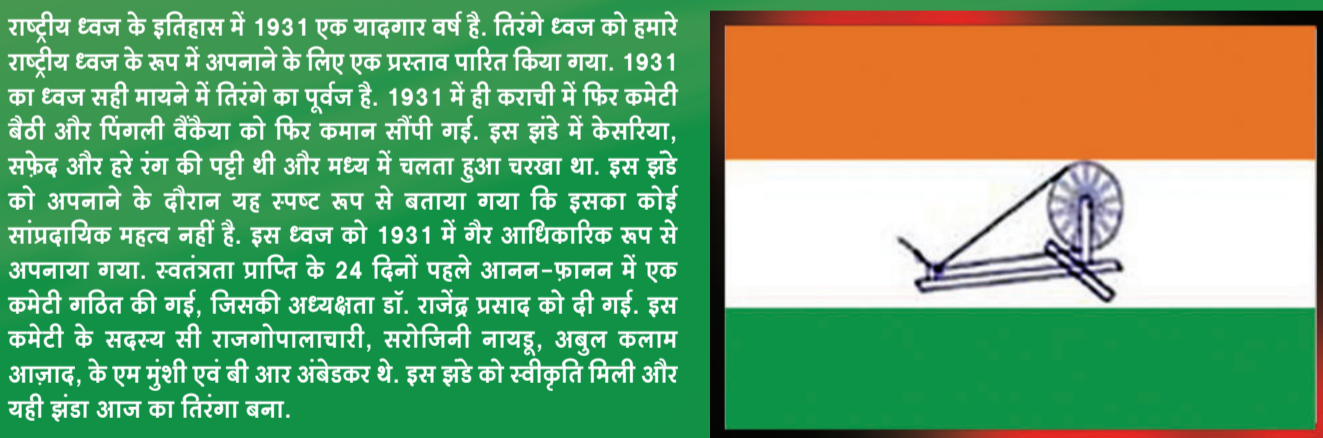 राष्ट्रीय ध्वज के इतिहास में 1931 एक यादगार वर्ष है. तिरंगे ध्वज को हमारे
राष्ट्रीय ध्वज के रूप में अपनाने के लिए एक प्रस्ताव पारित किया गया. 1931
का ध्वज सही मायने में तिरंगे का पूर्वज है. 1931 में ही कराची में फिर कमेटी
बैठी और पिंगली वैंकैया को फिर कमान सौंपी गई. इस झंडे में केसरिया,
सफ़ेद और हरे रंग की पट्टी थी और मध्य में चलता हुआ चरखा था. इस झंडे
को अपनाने के दौरान यह स्पष्ट रूप से बताया गया कि इसका कोई
सांप्रदायिक महत्व नहीं है. इस ध्वज को 1931 में गैर आधिकारिक रूप से
अपनाया गया. स्वतंत्रता प्राप्ति के 24 दिनों पहले आनन-फ़ानन में एक
कमेटी गठित की गई, जिसकी अध्यक्षता डॉ. राजेंद्र प्रसाद को दी गई. इस
कमेटी के सदस्य सी राजगोपालाचारी, सरोजिनी नायडू, अबुल कलाम
आज़ाद, के एम मुंशी एवं बी आर अंबेडकर थे. इस झंडे को स्वीकृति मिली और
यही झंडा आज का तिरंगा बना.